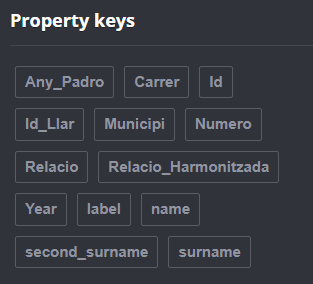 Property keys
Any_Padro Carrer Id
Id_Llar Municipi Numero
Relacio Relacio_Harmonitzada
Year label name
second_surname surname